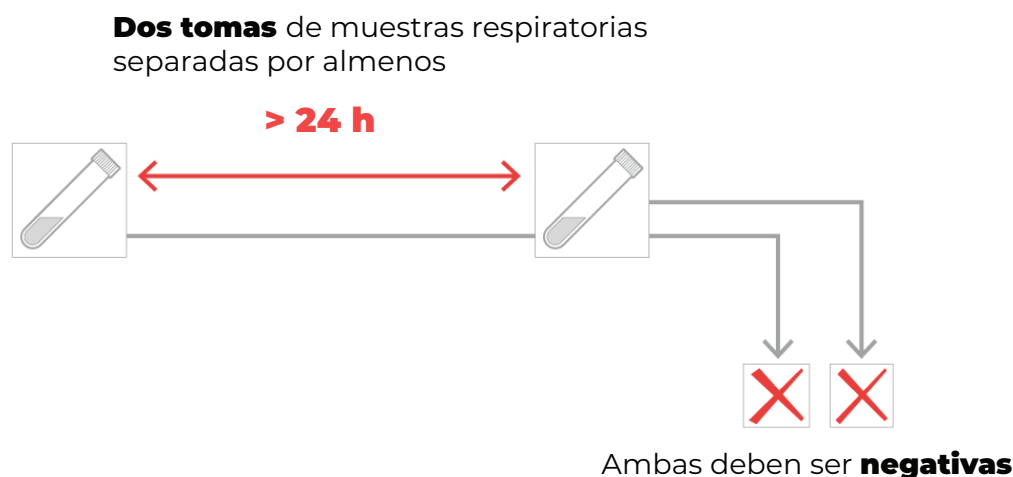 Dos tomas de muestras respiratorias
separadas por almenos
> 24 h
Ambas deben ser negativas